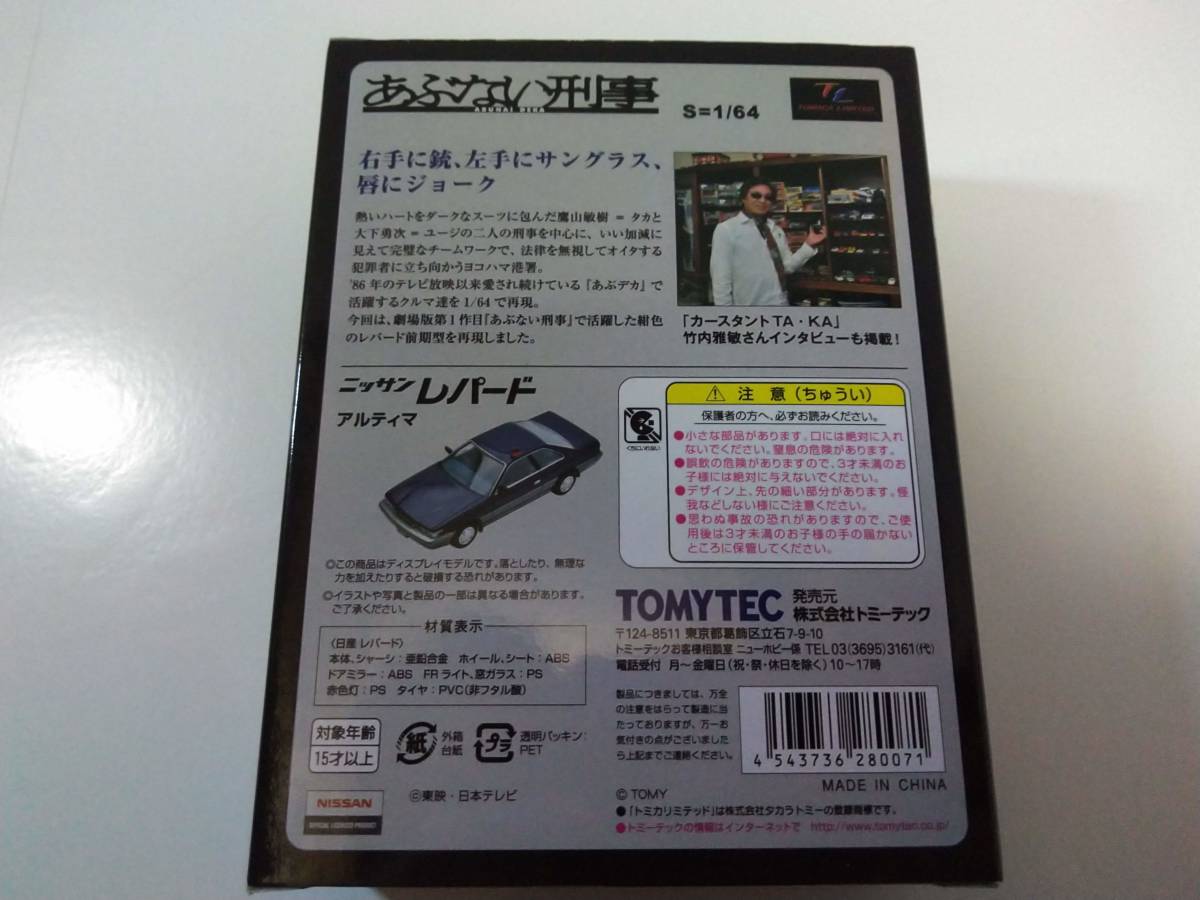 あぶない刑事
ABUNAI DEKA
S=1/64
TL
TOMICA LIMITED
右手に銃、左手にサングラス、
唇にジョーク
熱いハートをダークなスーツに包んだ鷹山敏樹 = タカと
大下勇次 = ユージの二人の刑事を中心に、いい加減に
見えて完璧なチームワークで、法律を無視してオイタする
犯罪者に立ち向かうヨコハマ港署。
'86年のテレビ放映以来愛され続けている『あぶデカ』で
活躍するクルマ達を1/64で再現。
今回は、劇場版第1作目『あぶない刑事』で活躍した紺色
のレパード前期型を再現しました。
「カースタントTA・KA」
竹内雅敏さんインタビューも掲載!
ニッサン レパード
アルティマ
◎この商品はディスプレイモデルです。落としたり、無理な
力を加えたりすると破損する恐れがあります。
◎イラストや写真と製品の一部は異なる場合があります。
ご了承ください。
材質表示
〈日産 レパード〉
本体、シャーシ:亜鉛合金 ホイール、シート:ABS
ドアミラー:ABS FRライト、窓ガラス:PS
赤色灯:PS タイヤ:PVC(非フタル酸)
対象年齢
15才以上
紙
外箱
台紙
プラ
透明パッキン:
PET
NISSAN
OFFICIAL LICENSED PRODUCT
©東映・日本テレビ
注 意(ちゅうい)
保護者の方へ、必ずお読みください。
くちにいれない
●小さな部品があります。口には絶対に入れ
ないでください。窒息の危険があります。
●誤飲の危険がありますので、3才未満のお
子様には絶対に与えないでください。
●デザイン上、先の細い部分があります。怪
我などしない様にご注意ください。
●思わぬ事故の恐れがありますので、ご使
用後は3才未満のお子様の手の届かない
ところに保管してください。
TOMYTEC 発売元 株式会社トミーテック
〒124-8511 東京都葛飾区立石7-9-10
トミーテックお客様相談室 ニューホビー係 TEL 03(3695)3161(代)
電話受付 月～金曜日(祝・祭・休日を除く)10～17時
製品につきましては、万全
の注意をはらって製造に当
たっておりますが、万一お
気付きの点がございました
ら上記までご連絡ください。
4 543736 280071
MADE IN CHINA
© TOMY
●「トミカリミテッド」は株式会社タカラトミーの登録商標です。
●トミーテックの情報はインターネットで http://www.tomytec.co.jp/